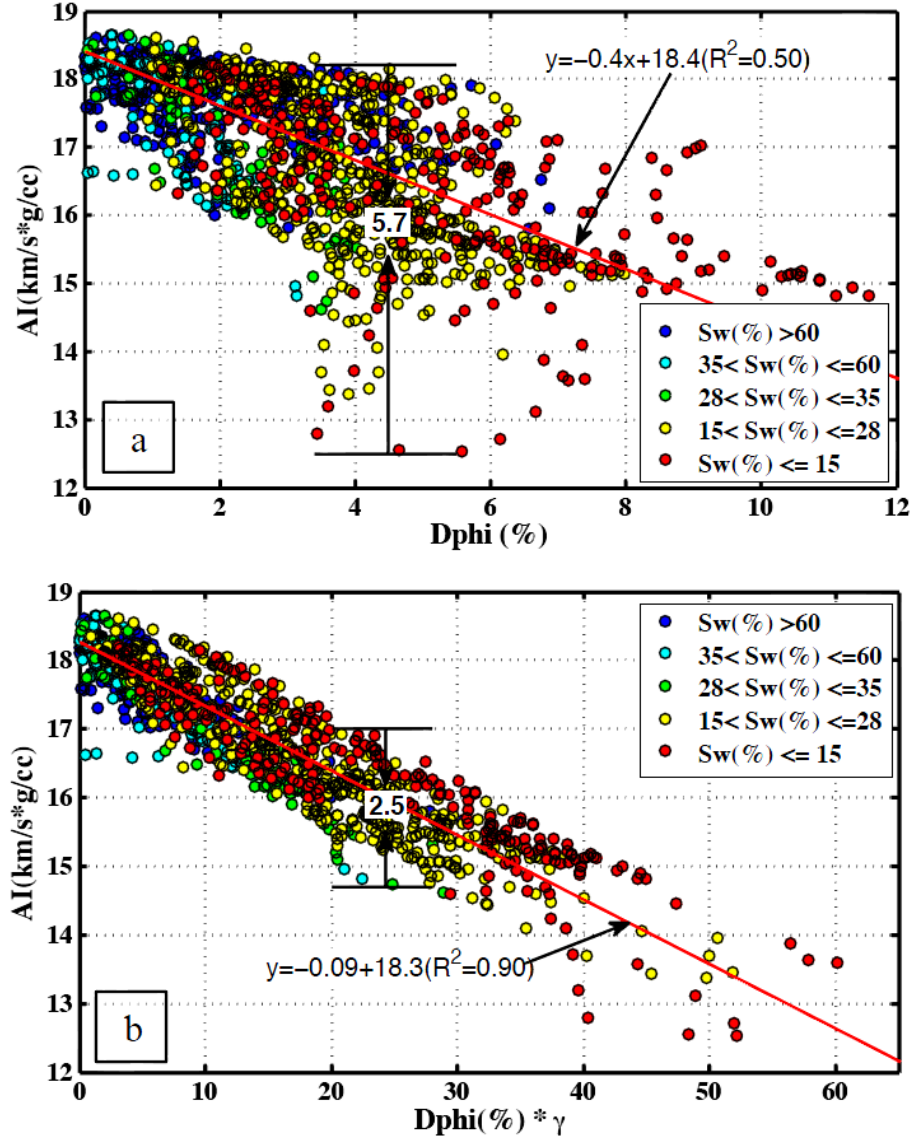 19
18
17
16
15
14
13
12
AI(km/s*g/cc)
y=−0.4x+18.4(R²=0.50)
5.7
Sw(%) >60
35< Sw(%) <=60
28< Sw(%) <=35
15< Sw(%) <=28
Sw(%) <= 15
a
0 2 4 6 8 10 12
Dphi (%)
19
18
17
16
15
14
13
12
AI(km/s*g/cc)
Sw(%) >60
35< Sw(%) <=60
28< Sw(%) <=35
15< Sw(%) <=28
Sw(%) <= 15
2.5
y=−0.09+18.3(R²=0.90)
b
0 10 20 30 40 50 60
Dphi(%) * γ